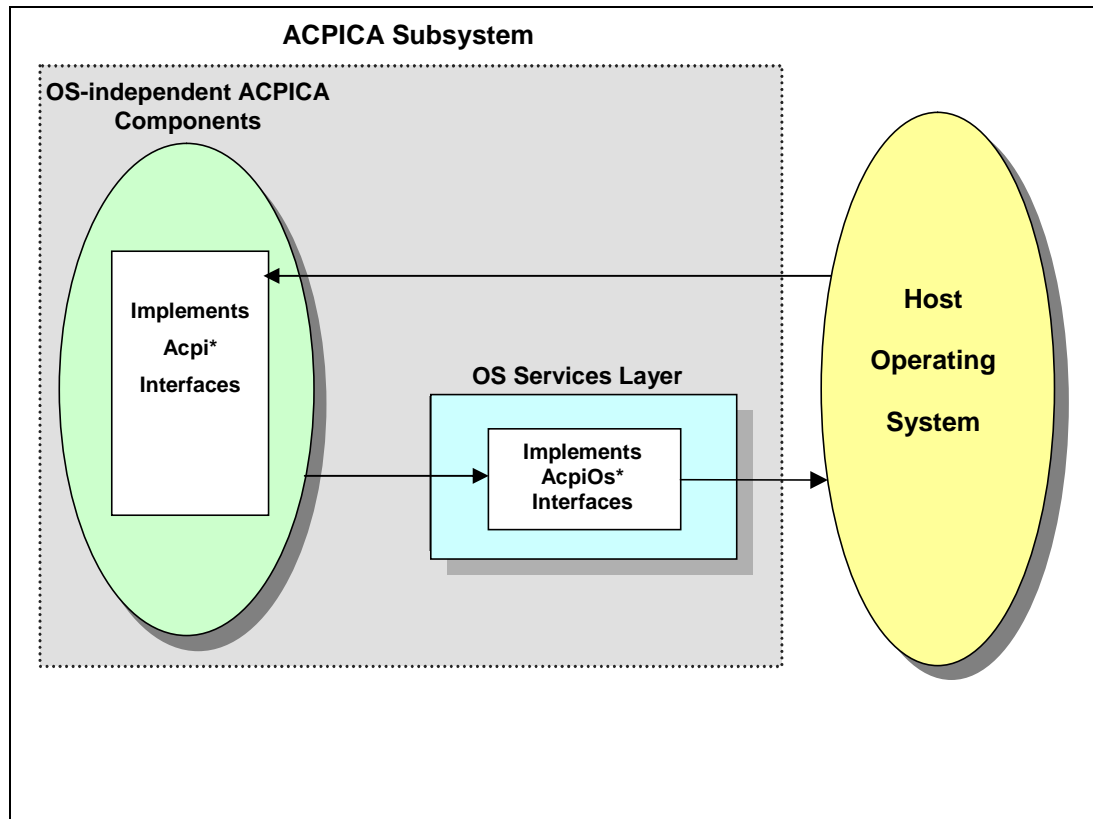 ACPICA Subsystem
OS-independent ACPICA
Components
Implements
Acpi*
Interfaces
OS Services Layer
Implements
AcpiOs*
Interfaces
Host
Operating
System